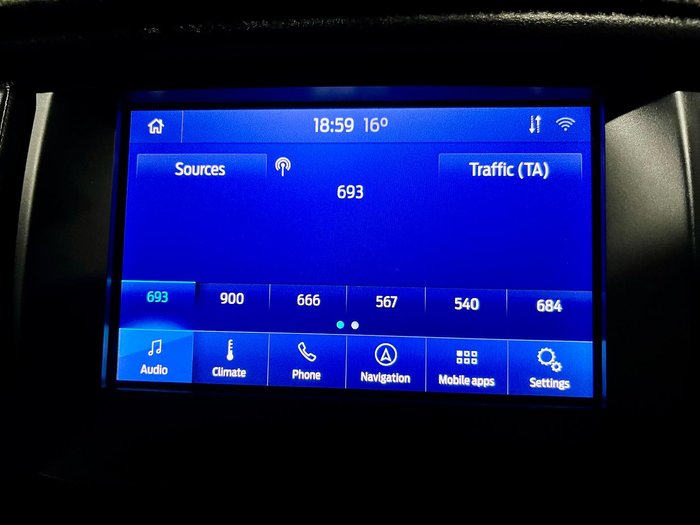 18:59 16°
Sources
Traffic (TA)
693
693 900 666 567 540 684
Audio Climate Phone Navigation Mobile apps Settings